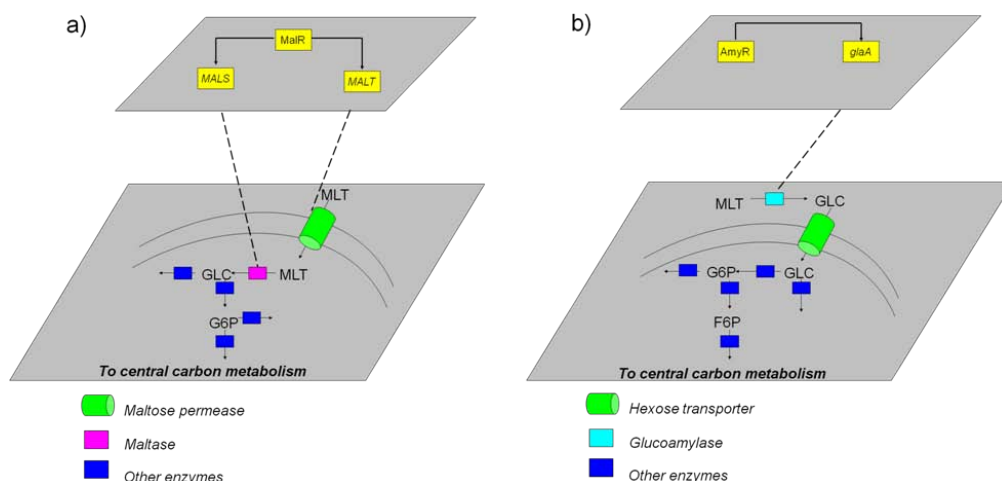 a)
MalR
MALS
MALT
MLT
GLC
MLT
G6P
To central carbon metabolism
Maltose permease
Maltase
Other enzymes
b)
AmyR
glaA
MLT
GLC
G6P
GLC
F6P
To central carbon metabolism
Hexose transporter
Glucoamylase
Other enzymes